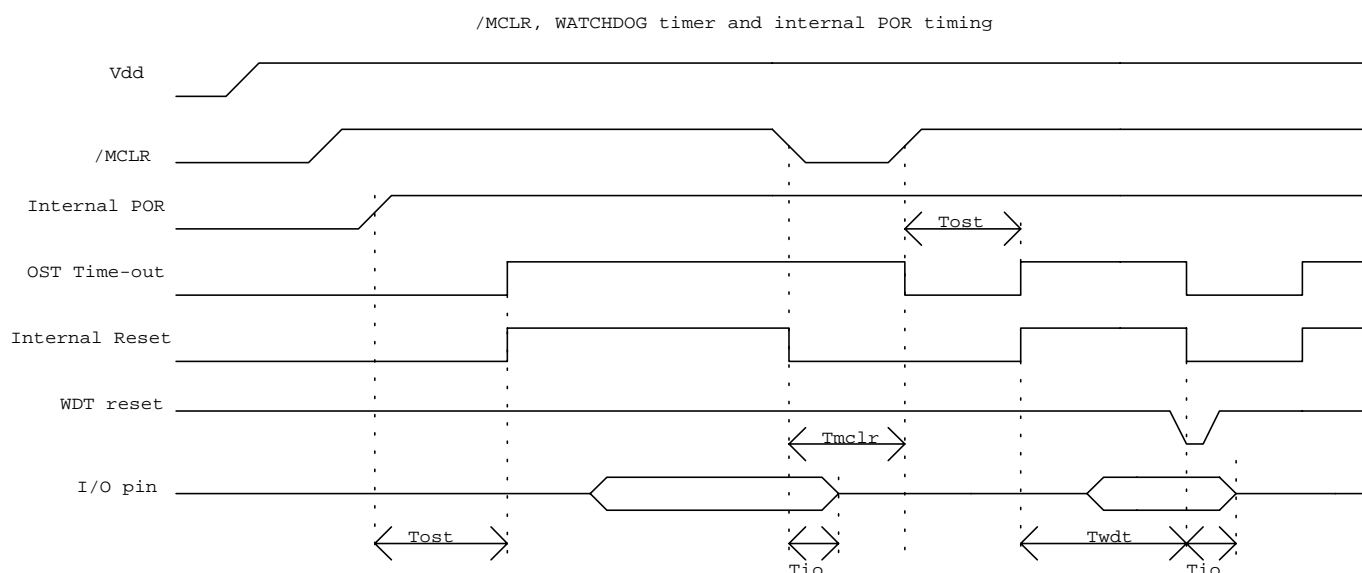 /MCLR, WATCHDOG timer and internal POR timing
Vdd
/MCLR
Internal POR
Tost
OST Time-out
Internal Reset
WDT reset
Tmclr
I/O pin
Tost
Twdt
Tio
Tio